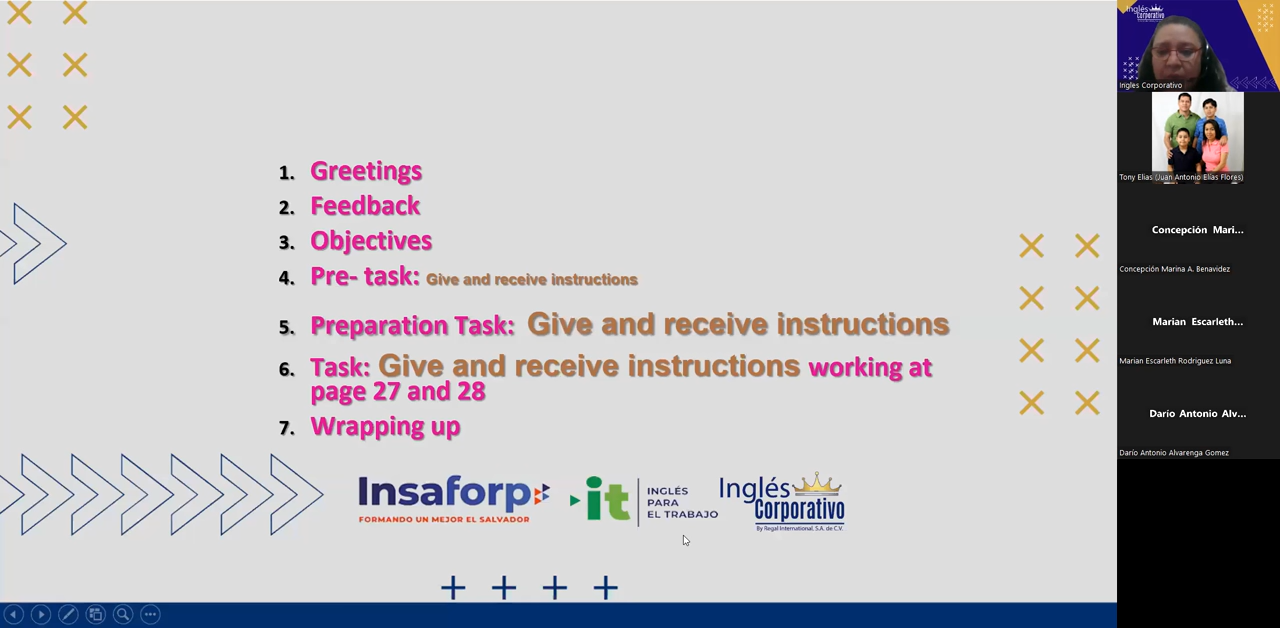 1. Greetings
2. Feedback
3. Objectives
4. Pre- task: Give and receive instructions
5. Preparation Task: Give and receive instructions
6. Task: Give and receive instructions working at
page 27 and 28
7. Wrapping up
Insaforp
FORMANDO UN MEJOR EL SALVADOR
it
INGLÉS
PARA
EL TRABAJO
Inglés
Corporativo
By Regal International, S.A. de C.V.
Inglés
Corporativo
Ingles Corporativo
Tony Elias (Juan Antonio Elias Flores)
Concepción Mari...
Concepción Marina A. Benavidez
Marian Escarleth...
Marian Escarleth Rodriguez Luna
Darío Antonio Alv...
Darío Antonio Alvarenga Gomez